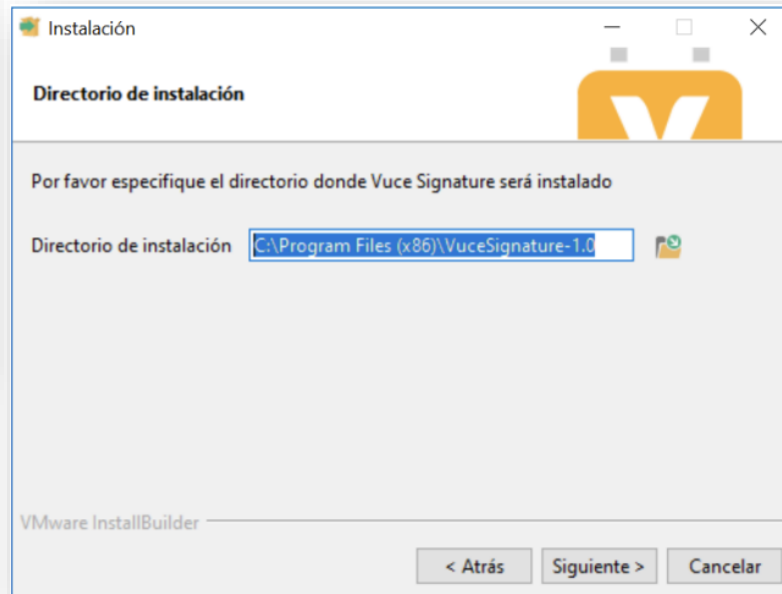 Instalación
Directorio de instalación
Por favor especifique el directorio donde Vuce Signature será instalado
Directorio de instalación C:\Program Files (x86)\VuceSignature-1.0
VMware InstallBuilder
< Atrás Siguiente > Cancelar